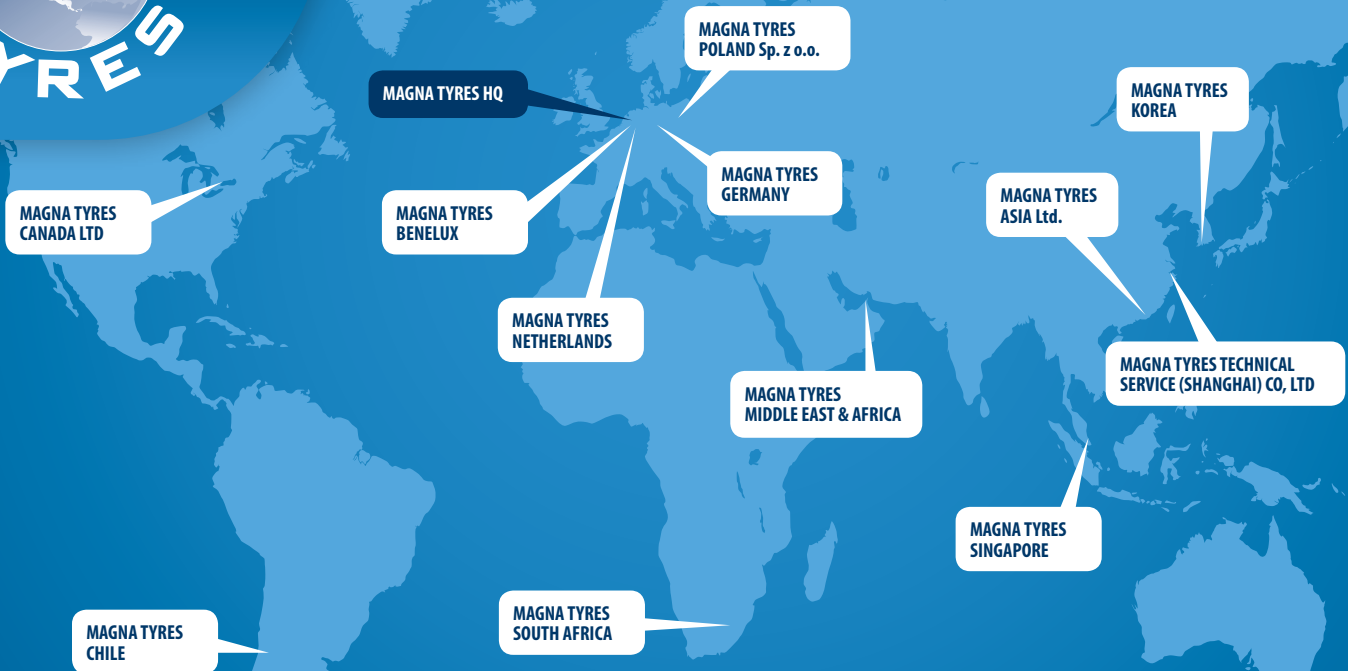 YRES
MAGNA TYRES
POLAND Sp. z o.o.
MAGNA TYRES HQ
MAGNA TYRES
KOREA
MAGNA TYRES
GERMANY
MAGNA TYRES
ASIA Ltd.
MAGNA TYRES
CANADA LTD
MAGNA TYRES
BENELUX
MAGNA TYRES
NETHERLANDS
MAGNA TYRES TECHNICAL
SERVICE (SHANGHAI) CO, LTD
MAGNA TYRES
MIDDLE EAST & AFRICA
MAGNA TYRES
SINGAPORE
MAGNA TYRES
SOUTH AFRICA
MAGNA TYRES
CHILE